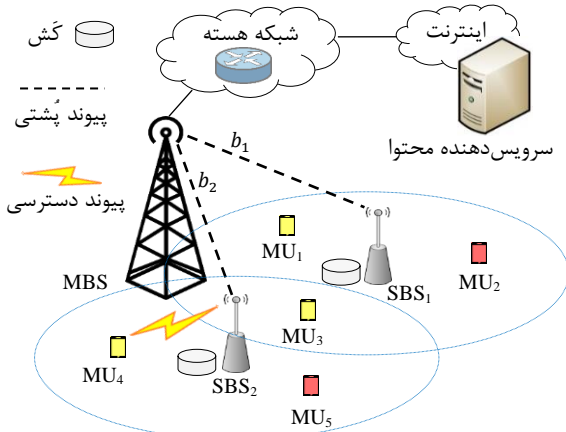 کَش
پیوند پُشتی
پیوند دسترسی
شبکه هسته
اینترنت
سرویس‌دهنده محتوا
b₁
b₂
MBS
MU₁
SBS₁
MU₂
MU₃
MU₄
SBS₂
MU₅